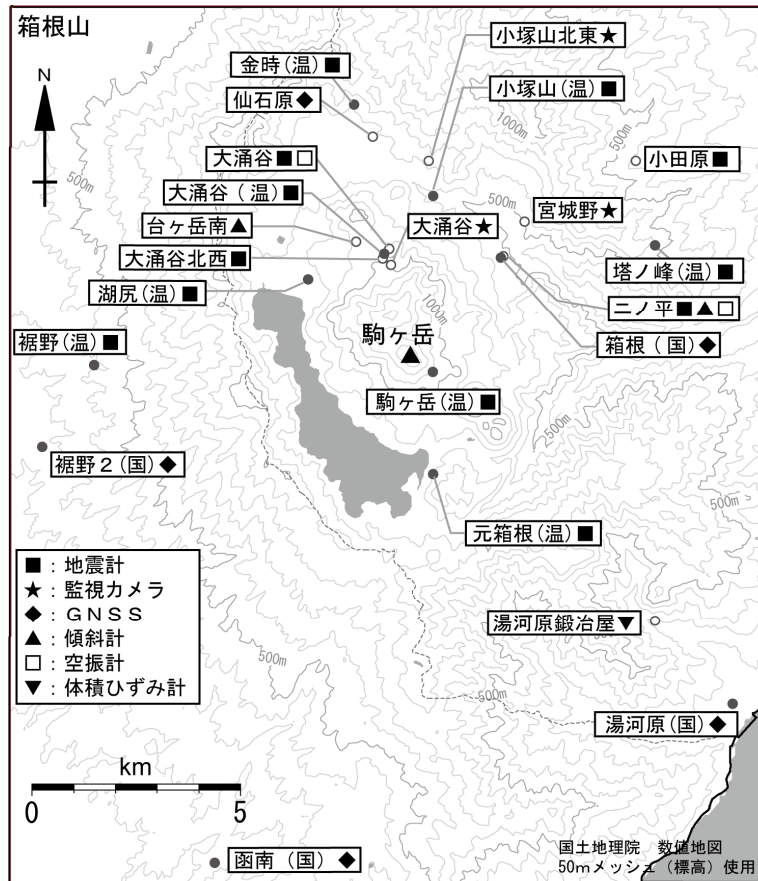 箱根山
小塚山北東★
金時(温)■
小塚山(温)■
N
仙石原◆
1000m
500m
大涌谷■□
小田原■
500m
大涌谷(温)■
500m
宮城野★
台ヶ岳南▲
大涌谷★
大涌谷北西■
塔ノ峰(温)■
湖尻(温)■
1000m
二ノ平■▲□
駒ヶ岳
裾野(温)■
箱根(国)◆
駒ヶ岳(温)■
500m
裾野2(国)◆
500m
元箱根(温)■
■:地震計
★:監視カメラ
◆:GNSS
▲:傾斜計
□:空振計
▼:体積ひずみ計
湯河原鍛冶屋▼
500m
500m
湯河原(国)◆
km
0 5
函南(国)◆
国土地理院 数値地図
50mメッシュ(標高)使用